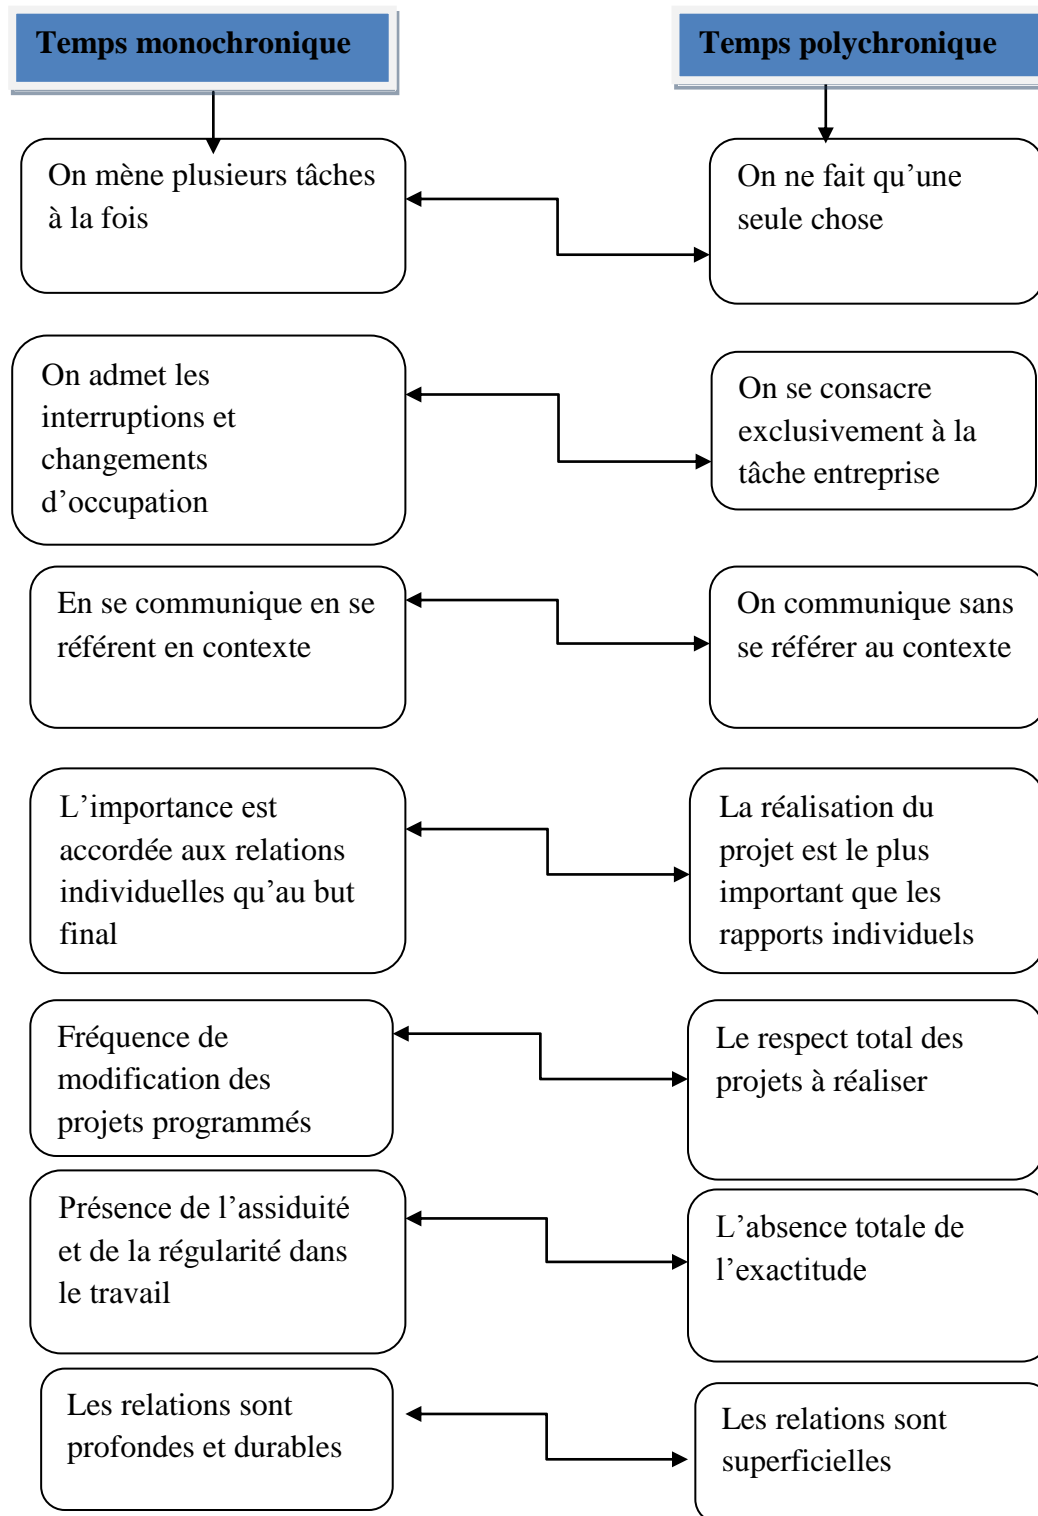 Temps monochronique
Temps polychronique
On mène plusieurs tâches
à la fois
On ne fait qu’une
seule chose
On admet les
interruptions et
changements
d’occupation
On se consacre
exclusivement à la
tâche entreprise
En se communique en se
référent en contexte
On communique sans
se référer au contexte
L’importance est
accordée aux relations
individuelles qu’au but
final
La réalisation du
projet est le plus
important que les
rapports individuels
Fréquence de
modification des
projets programmés
Le respect total des
projets à réaliser
Présence de l’assiduité
et de la régularité dans
le travail
L’absence totale de
l’exactitude
Les relations sont
profondes et durables
Les relations sont
superficielles